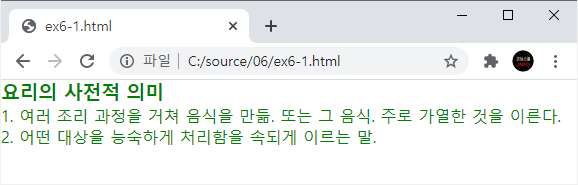 ex6-1.html
파일 C:/source/06/ex6-1.html
요리의 사전적 의미
1. 여러 조리 과정을 거쳐 음식을 만듦. 또는 그 음식. 주로 가열한 것을 이른다.
2. 어떤 대상을 능숙하게 처리함을 속되게 이르는 말.